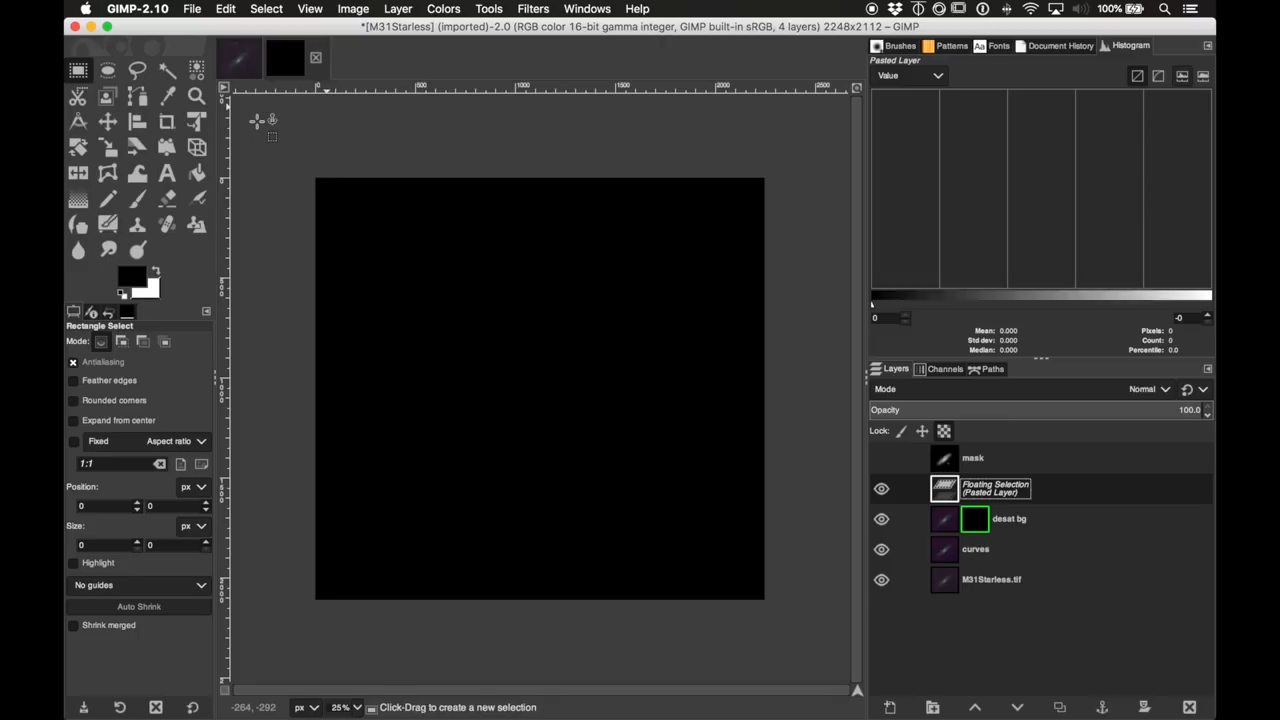 GIMP-2.10 File Edit Select View Image Layer Colors Tools Filters Windows Help 100%
*[M31Starless] (imported)-2.0 (RGB color 16-bit gamma integer, GIMP built-in sRGB, 4 layers) 2248x2112 – GIMP
Brushes Patterns Aa Fonts Document History Histogram
Pasted Layer
Value
0 500 1000 1500 2000 2500
Rectangle Select
Mode:
Antialiasing
Feather edges
Rounded corners
Expand from center
Fixed Aspect ratio
1:1
Position: px
0 0
Size: px
0 0
Highlight
No guides
Auto Shrink
Shrink merged
0 -0
Mean: 0.000 Pixels: 0
Std dev: 0.000 Count: 0
Median: 0.000 Percentile: 0.0
Layers Channels Paths
Mode Normal
Opacity 100.0
Lock:
mask
Floating Selection
(Pasted Layer)
desat bg
curves
M31Starless.tif
-264, -292 px 25% Click-Drag to create a new selection